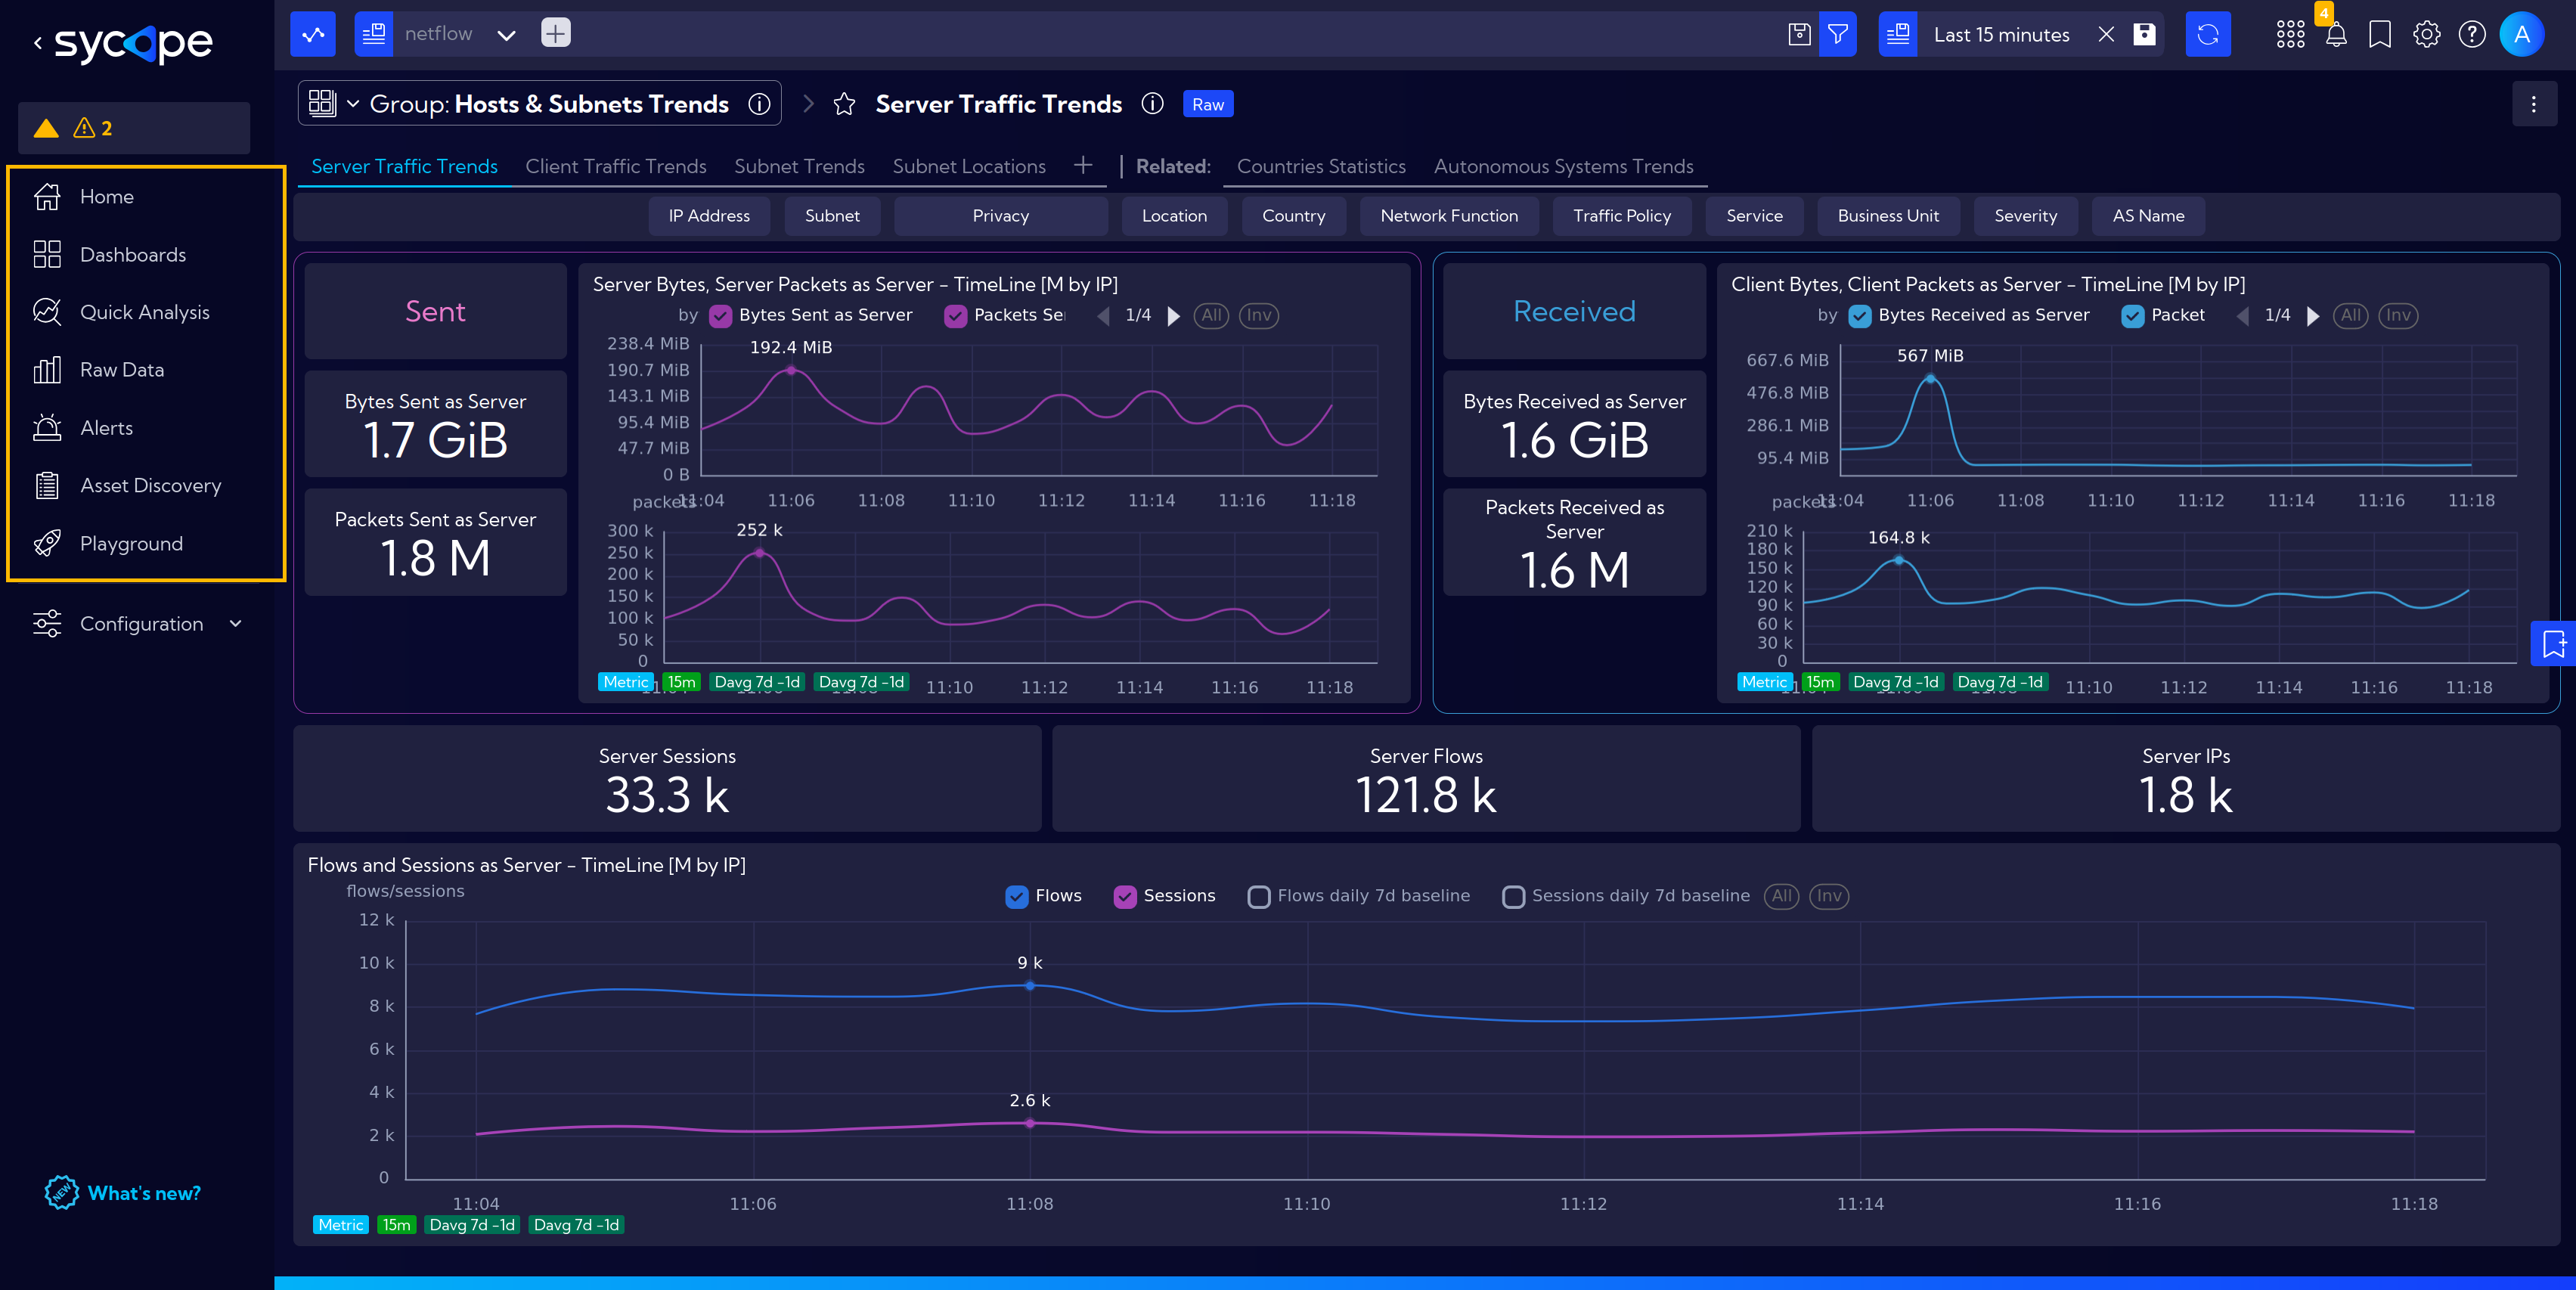 sycope
netflow
Last 15 minutes
4
A
2
Home
Dashboards
Quick Analysis
Raw Data
Alerts
Asset Discovery
Playground
Configuration
NEW What's new?
Group: Hosts & Subnets Trends
Server Traffic Trends
Raw
Server Traffic Trends Client Traffic Trends Subnet Trends Subnet Locations + | Related: Countries Statistics Autonomous Systems Trends
IP Address Subnet Privacy Location Country Network Function Traffic Policy Service Business Unit Severity AS Name
Sent
Bytes Sent as Server
1.7 GiB
Packets Sent as Server
1.8 M
Server Bytes, Server Packets as Server - TimeLine [M by IP]
by Bytes Sent as Server Packets Se 1/4 All Inv
238.4 MiB
190.7 MiB
143.1 MiB
95.4 MiB
47.7 MiB
0 B
192.4 MiB
11:04 11:06 11:08 11:10 11:12 11:14 11:16 11:18
packets
300 k
250 k
200 k
150 k
100 k
50 k
0
252 k
11:10 11:12 11:14 11:16 11:18
Metric 15m Davg 7d -1d Davg 7d -1d
Received
Bytes Received as Server
1.6 GiB
Packets Received as
Server
1.6 M
Client Bytes, Client Packets as Server - TimeLine [M by IP]
by Bytes Received as Server Packet 1/4 All Inv
667.6 MiB
476.8 MiB
286.1 MiB
95.4 MiB
567 MiB
11:04 11:06 11:08 11:10 11:12 11:14 11:16 11:18
packets
210 k
180 k
150 k
120 k
90 k
60 k
30 k
0
164.8 k
11:10 11:12 11:14 11:16 11:18
Metric 15m Davg 7d -1d Davg 7d -1d
Server Sessions
33.3 k
Server Flows
121.8 k
Server IPs
1.8 k
Flows and Sessions as Server - TimeLine [M by IP]
flows/sessions
Flows Sessions Flows daily 7d baseline Sessions daily 7d baseline All Inv
12 k
10 k
8 k
6 k
4 k
2 k
0
9 k
2.6 k
11:04 11:06 11:08 11:10 11:12 11:14 11:16 11:18
Metric 15m Davg 7d -1d Davg 7d -1d